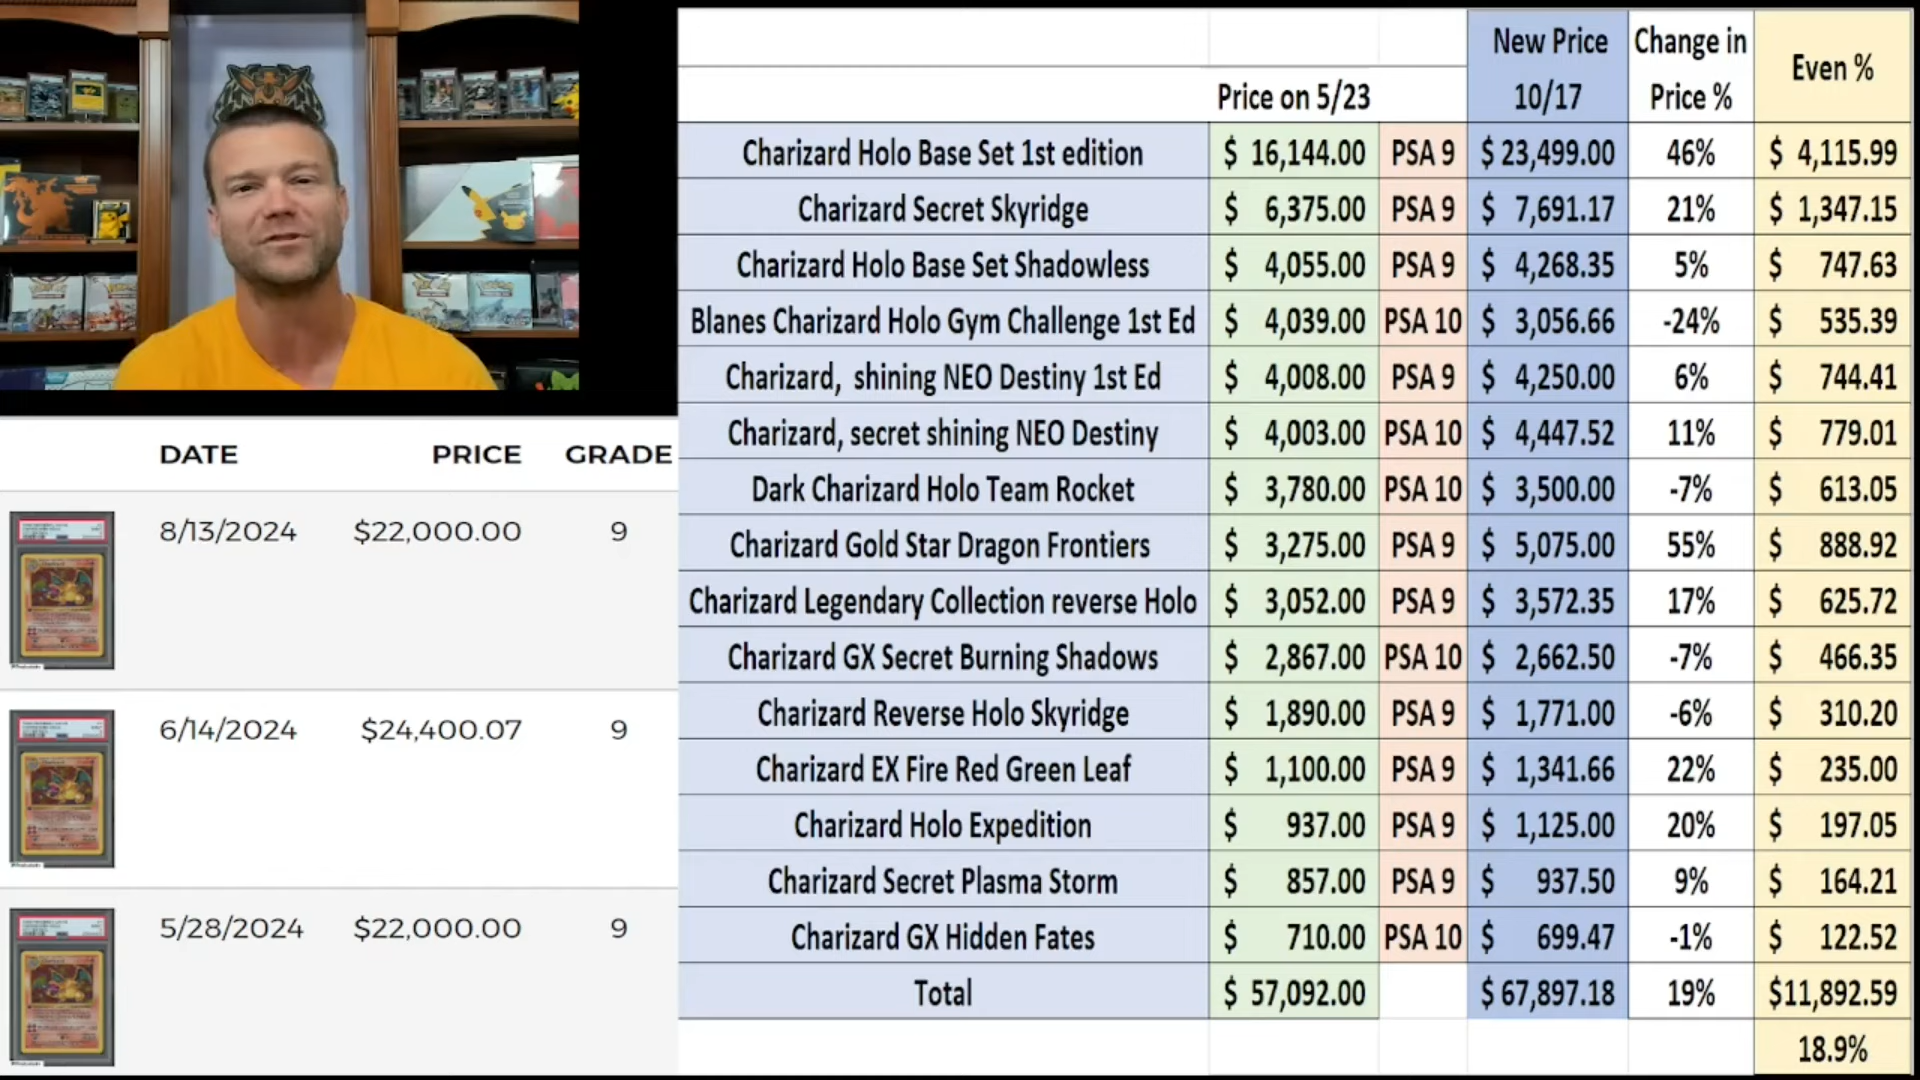 New Price Change in Even %
Price on 5/23 10/17 Price %
Charizard Holo Base Set 1st edition $ 16,144.00 PSA 9 $ 23,499.00 46% $ 4,115.99
Charizard Secret Skyridge $ 6,375.00 PSA 9 $ 7,691.17 21% $ 1,347.15
Charizard Holo Base Set Shadowless $ 4,055.00 PSA 9 $ 4,268.35 5% $ 747.63
Blanes Charizard Holo Gym Challenge 1st Ed $ 4,039.00 PSA 10 $ 3,056.66 -24% $ 535.39
Charizard, shining NEO Destiny 1st Ed $ 4,008.00 PSA 9 $ 4,250.00 6% $ 744.41
Charizard, secret shining NEO Destiny $ 4,003.00 PSA 10 $ 4,447.52 11% $ 779.01
Dark Charizard Holo Team Rocket $ 3,780.00 PSA 10 $ 3,500.00 -7% $ 613.05
Charizard Gold Star Dragon Frontiers $ 3,275.00 PSA 9 $ 5,075.00 55% $ 888.92
Charizard Legendary Collection reverse Holo $ 3,052.00 PSA 9 $ 3,572.35 17% $ 625.72
Charizard GX Secret Burning Shadows $ 2,867.00 PSA 10 $ 2,662.50 -7% $ 466.35
Charizard Reverse Holo Skyridge $ 1,890.00 PSA 9 $ 1,771.00 -6% $ 310.20
Charizard EX Fire Red Green Leaf $ 1,100.00 PSA 9 $ 1,341.66 22% $ 235.00
Charizard Holo Expedition $ 937.00 PSA 9 $ 1,125.00 20% $ 197.05
Charizard Secret Plasma Storm $ 857.00 PSA 9 $ 937.50 9% $ 164.21
Charizard GX Hidden Fates $ 710.00 PSA 10 $ 699.47 -1% $ 122.52
Total $ 57,092.00 $ 67,897.18 19% $11,892.59
18.9%
DATE PRICE GRADE
8/13/2024 $22,000.00 9
6/14/2024 $24,400.07 9
5/28/2024 $22,000.00 9